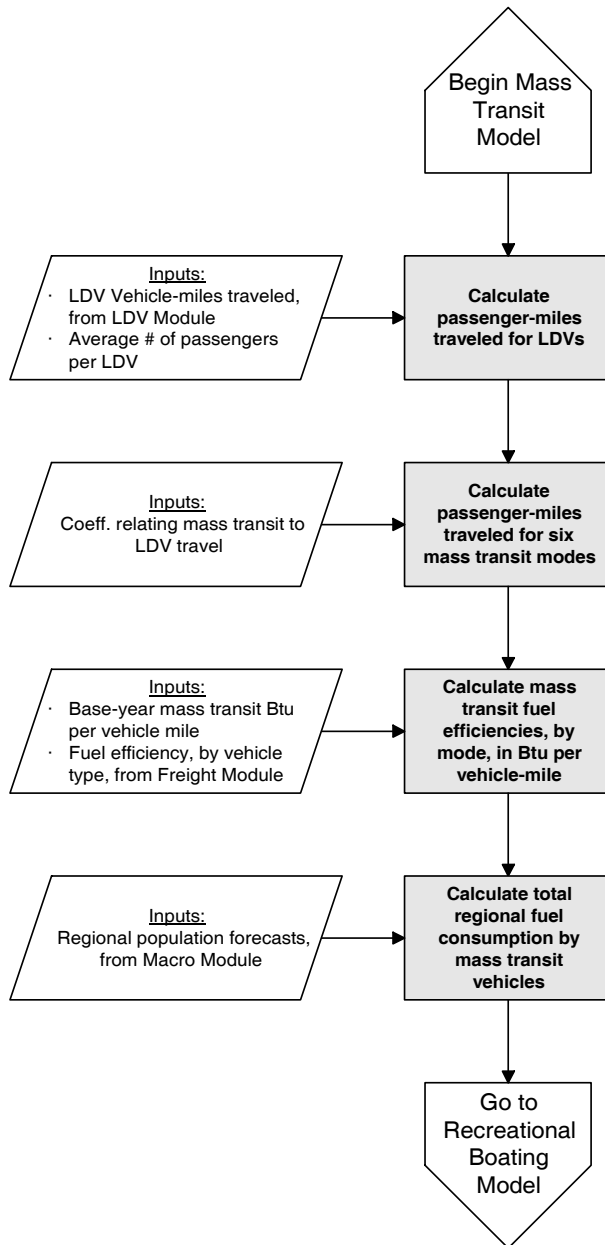 Begin Mass
Transit
Model
Inputs:
· LDV Vehicle-miles traveled,
from LDV Module
· Average # of passengers
per LDV
Calculate
passenger-miles
traveled for LDVs
Inputs:
Coeff. relating mass transit to
LDV travel
Calculate
passenger-miles
traveled for six
mass transit modes
Inputs:
· Base-year mass transit Btu
per vehicle mile
· Fuel efficiency, by vehicle
type, from Freight Module
Calculate mass
transit fuel
efficiencies, by
mode, in Btu per
vehicle-mile
Inputs:
Regional population forecasts,
from Macro Module
Calculate total
regional fuel
consumption by
mass transit
vehicles
Go to
Recreational
Boating
Model